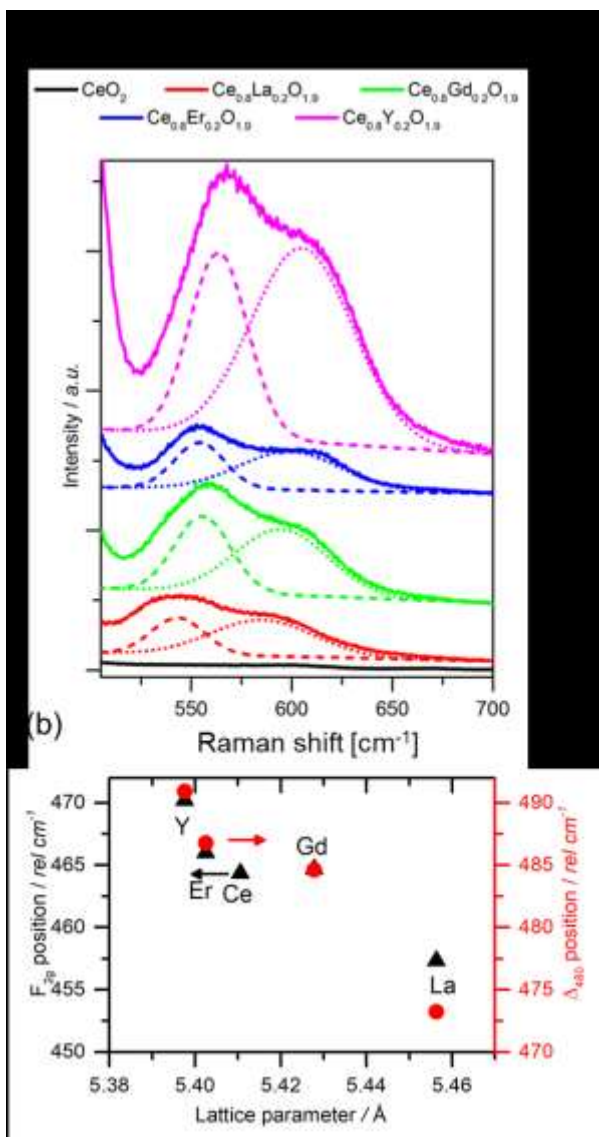 CeO₂ Ce₀.₈La₀.₂O₁.₉ Ce₀.₈Gd₀.₂O₁.₉
Ce₀.₈Er₀.₂O₁.₉ Ce₀.₈Y₀.₂O₁.₉
Intensity / a.u.
550 600 650 700
Raman shift [cm⁻¹]
(b)
F₂g position / rel cm⁻¹
470
465
460
455
450
Y
Er
Ce
Gd
La
490
485
480
475
470
Δ₄₈₀ position / rel cm⁻¹
5.38 5.40 5.42 5.44 5.46
Lattice parameter / Å